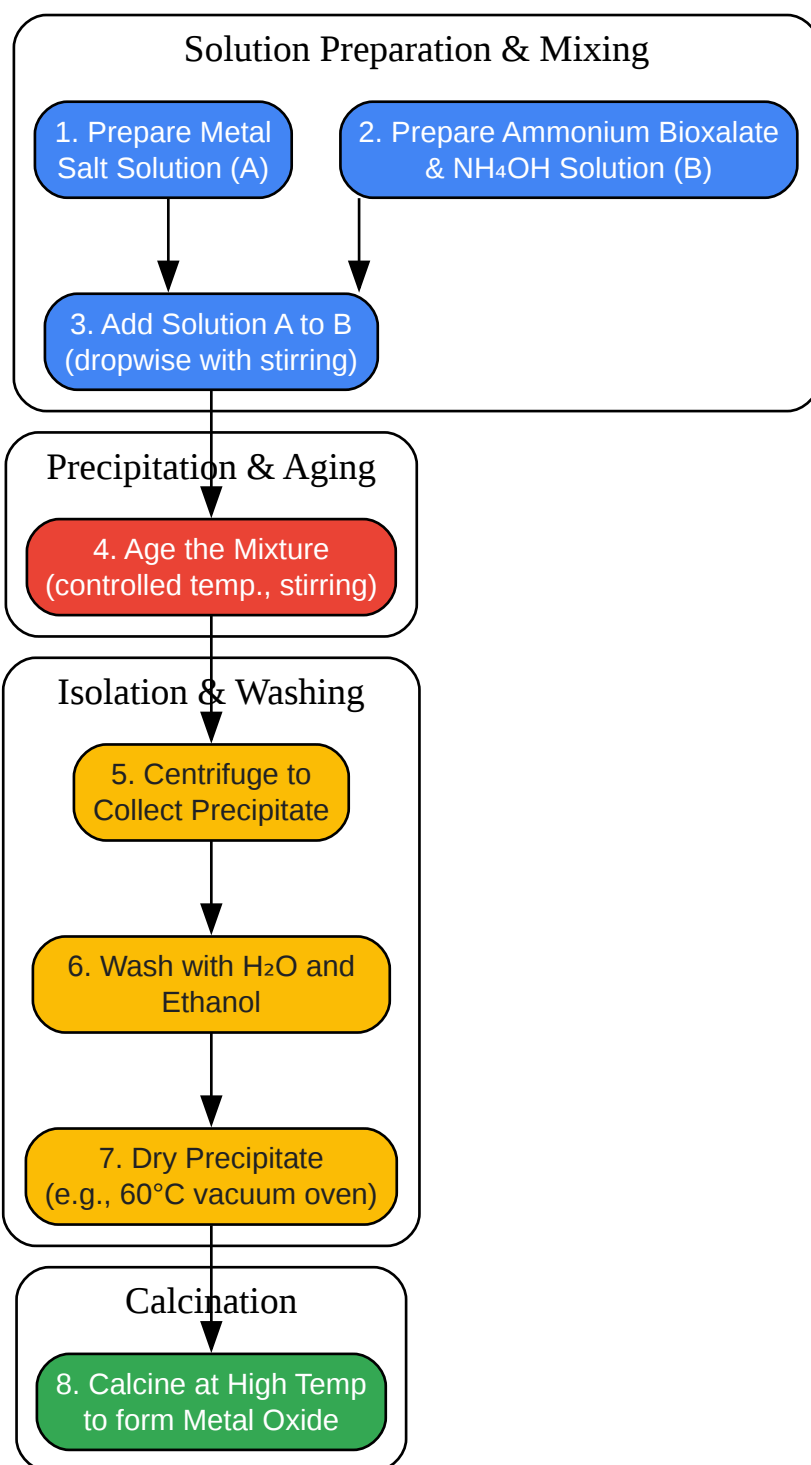 Solution Preparation & Mixing
1. Prepare Metal
Salt Solution (A)
2. Prepare Ammonium Bioxalate
& NH₄OH Solution (B)
3. Add Solution A to B
(dropwise with stirring)
Precipitation & Aging
4. Age the Mixture
(controlled temp., stirring)
Isolation & Washing
5. Centrifuge to
Collect Precipitate
6. Wash with H₂O and
Ethanol
7. Dry Precipitate
(e.g., 60°C vacuum oven)
Calcination
8. Calcine at High Temp
to form Metal Oxide